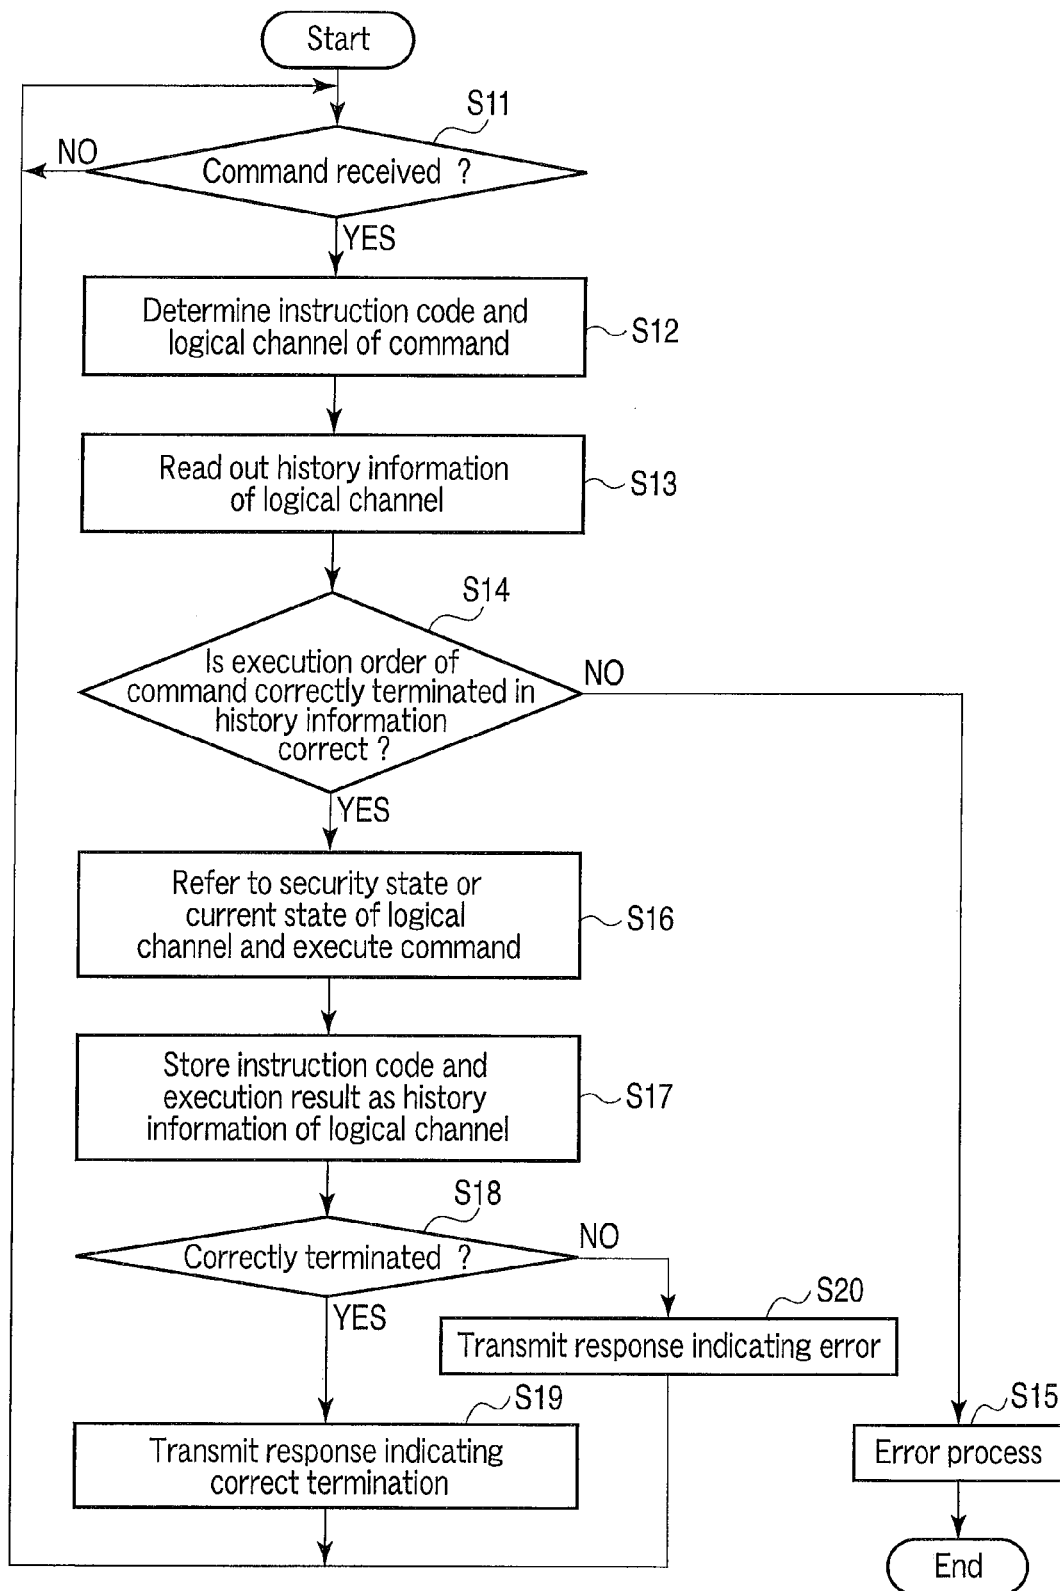 Start
S11
NO
Command received ?
YES
Determine instruction code and
logical channel of command
S12
Read out history information
of logical channel
S13
S14
Is execution order of
command correctly terminated in
history information
correct ?
NO
YES
Refer to security state or
current state of logical
channel and execute command
S16
Store instruction code and
execution result as history
information of logical channel
S17
S18
Correctly terminated ?
NO
YES
S20
Transmit response indicating error
S19
Transmit response indicating
correct termination
S15
Error process
End